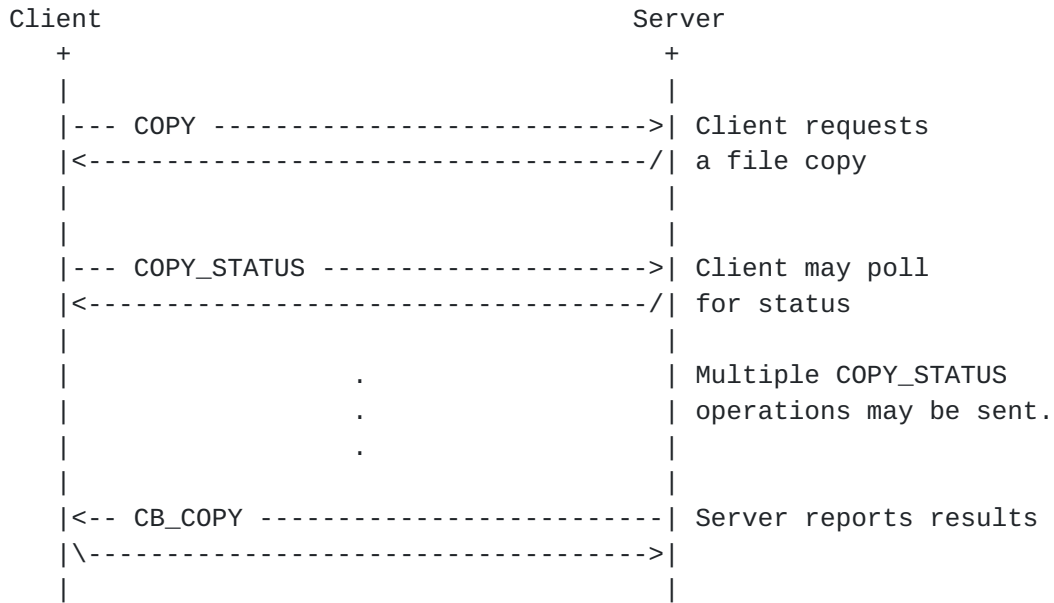 Client                                  Server
   +                                      +
   |                                      |
   |--- COPY ---------------------------->| Client requests
   |<------------------------------------/| a file copy
   |                                      |
   |                                      |
   |--- COPY_STATUS --------------------->| Client may poll
   |<------------------------------------/| for status
   |                                      |
   |                  .                   | Multiple COPY_STATUS
   |                  .                   | operations may be sent.
   |                  .                   |
   |                                      |
   |<-- CB_COPY --------------------------| Server reports results
   |\------------------------------------>|
   |                                      |